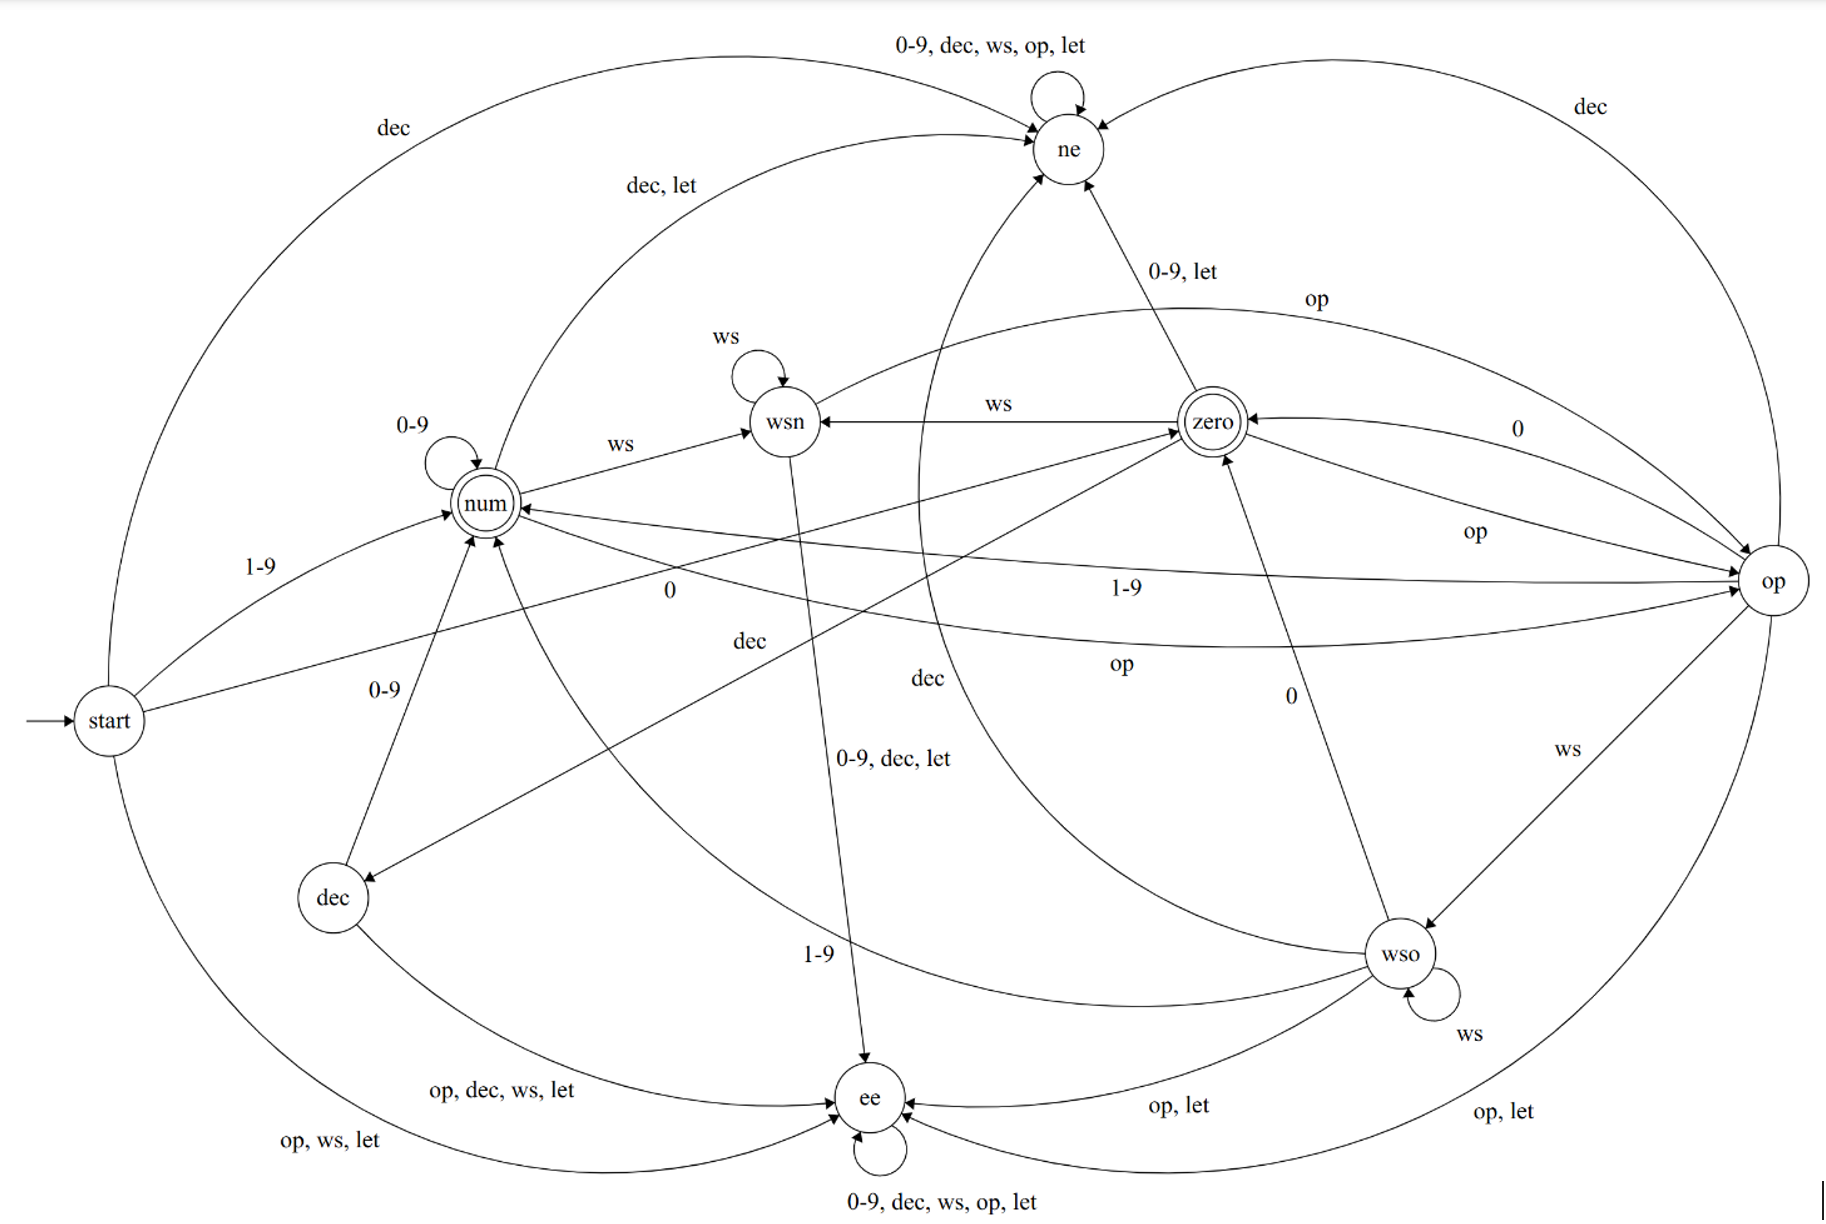 0-9, dec, ws, op, let
dec
dec
ne
dec, let
0-9, let
op
ws
ws
wsn
zero
0
0-9
ws
num
op
op
1-9
0
1-9
dec
op
dec
0
0-9
start
ws
0-9, dec, let
dec
1-9
wso
ws
op, dec, ws, let
ee
op, let
op, let
op, ws, let
0-9, dec, ws, op, let